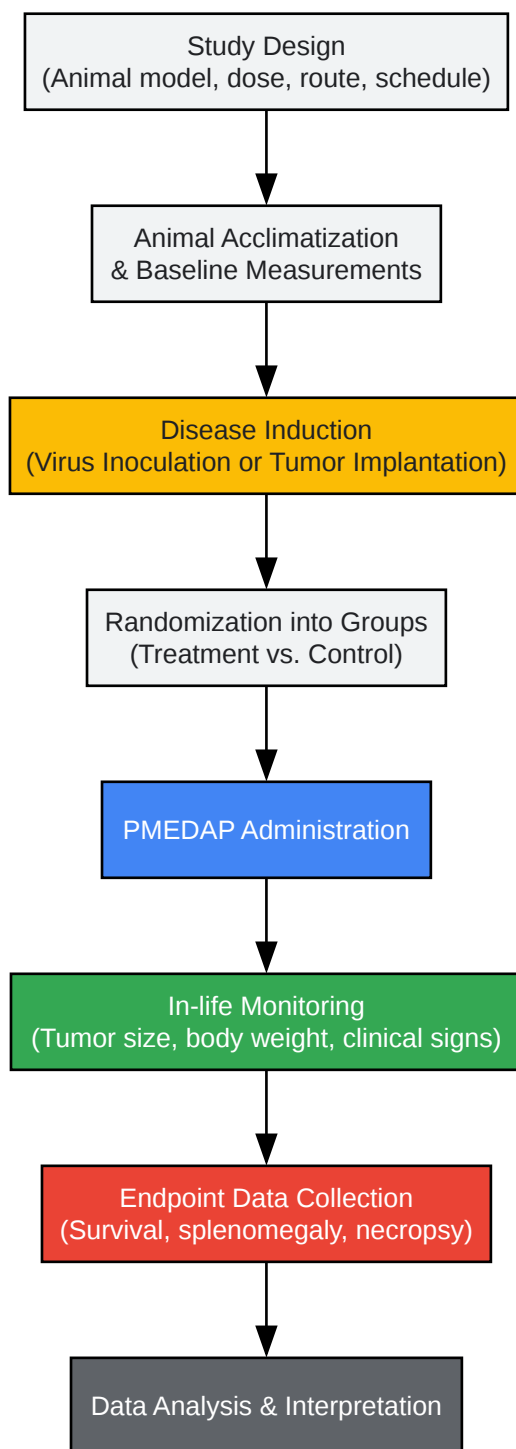 Study Design
(Animal model, dose, route, schedule)
Animal Acclimatization
& Baseline Measurements
Disease Induction
(Virus Inoculation or Tumor Implantation)
Randomization into Groups
(Treatment vs. Control)
PMEDAP Administration
In-life Monitoring
(Tumor size, body weight, clinical signs)
Endpoint Data Collection
(Survival, splenomegaly, necropsy)
Data Analysis & Interpretation